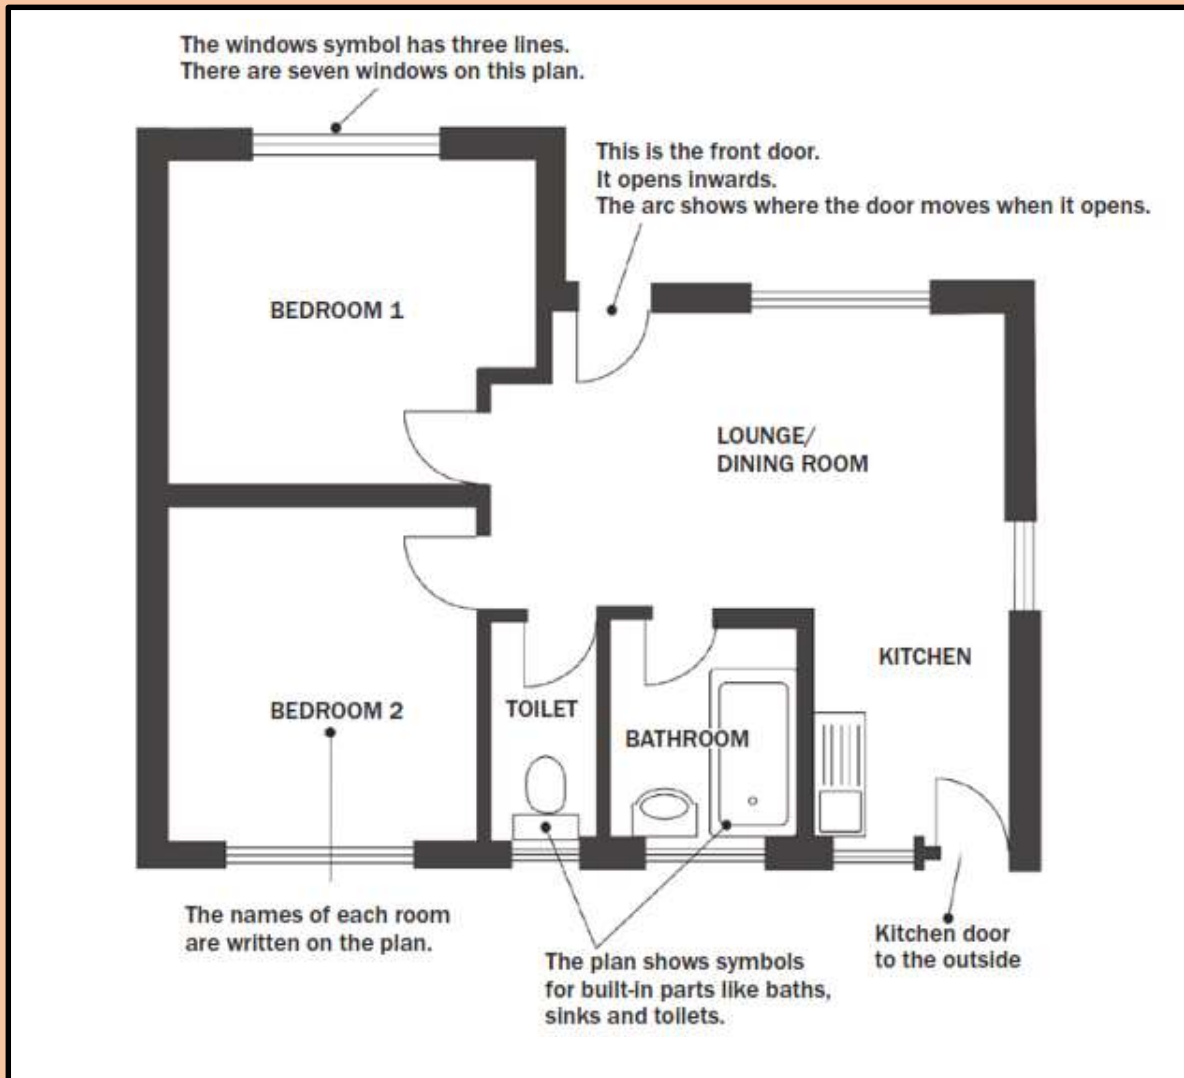 The windows symbol has three lines.
There are seven windows on this plan.
This is the front door.
It opens inwards.
The arc shows where the door moves when it opens.
BEDROOM 1
LOUNGE/
DINING ROOM
KITCHEN
BEDROOM 2
TOILET
BATHROOM
The names of each room
are written on the plan.
The plan shows symbols
for built-in parts like baths,
sinks and toilets.
Kitchen door
to the outside